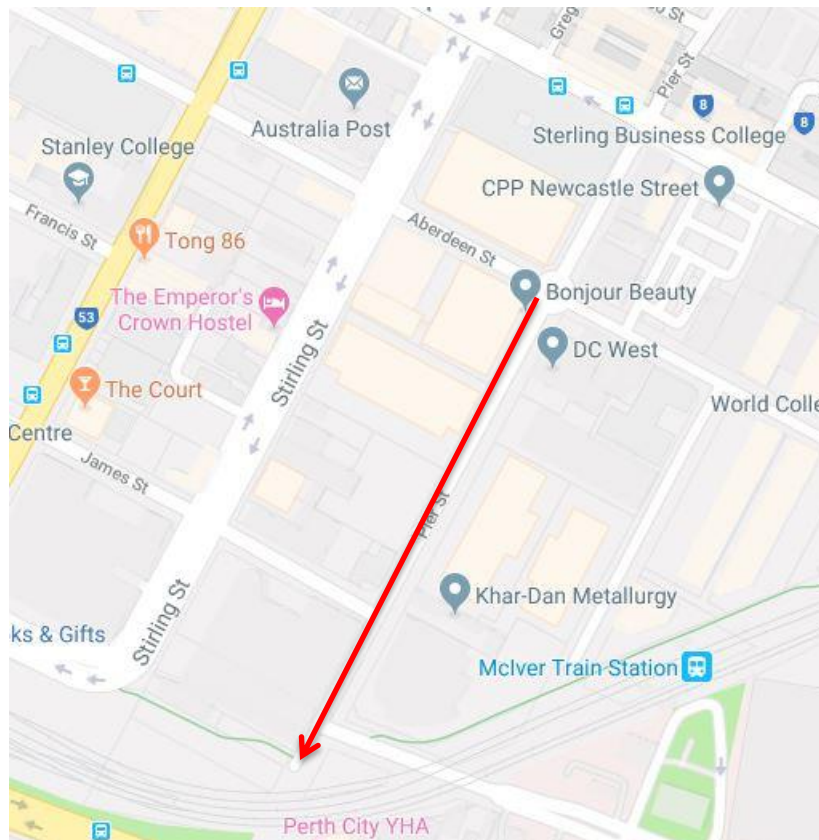 Pier St
8
8
Australia Post
Sterling Business College
Stanley College
CPP Newcastle Street
Francis St
Tong 86
Aberdeen St
The Emperor's
Crown Hostel
Bonjour Beauty
53
Stirling St
DC West
The Court
World Colle
Centre
James St
Pier St
Khar-Dan Metallurgy
Stirling St
ks & Gifts
McIver Train Station
Perth City YHA